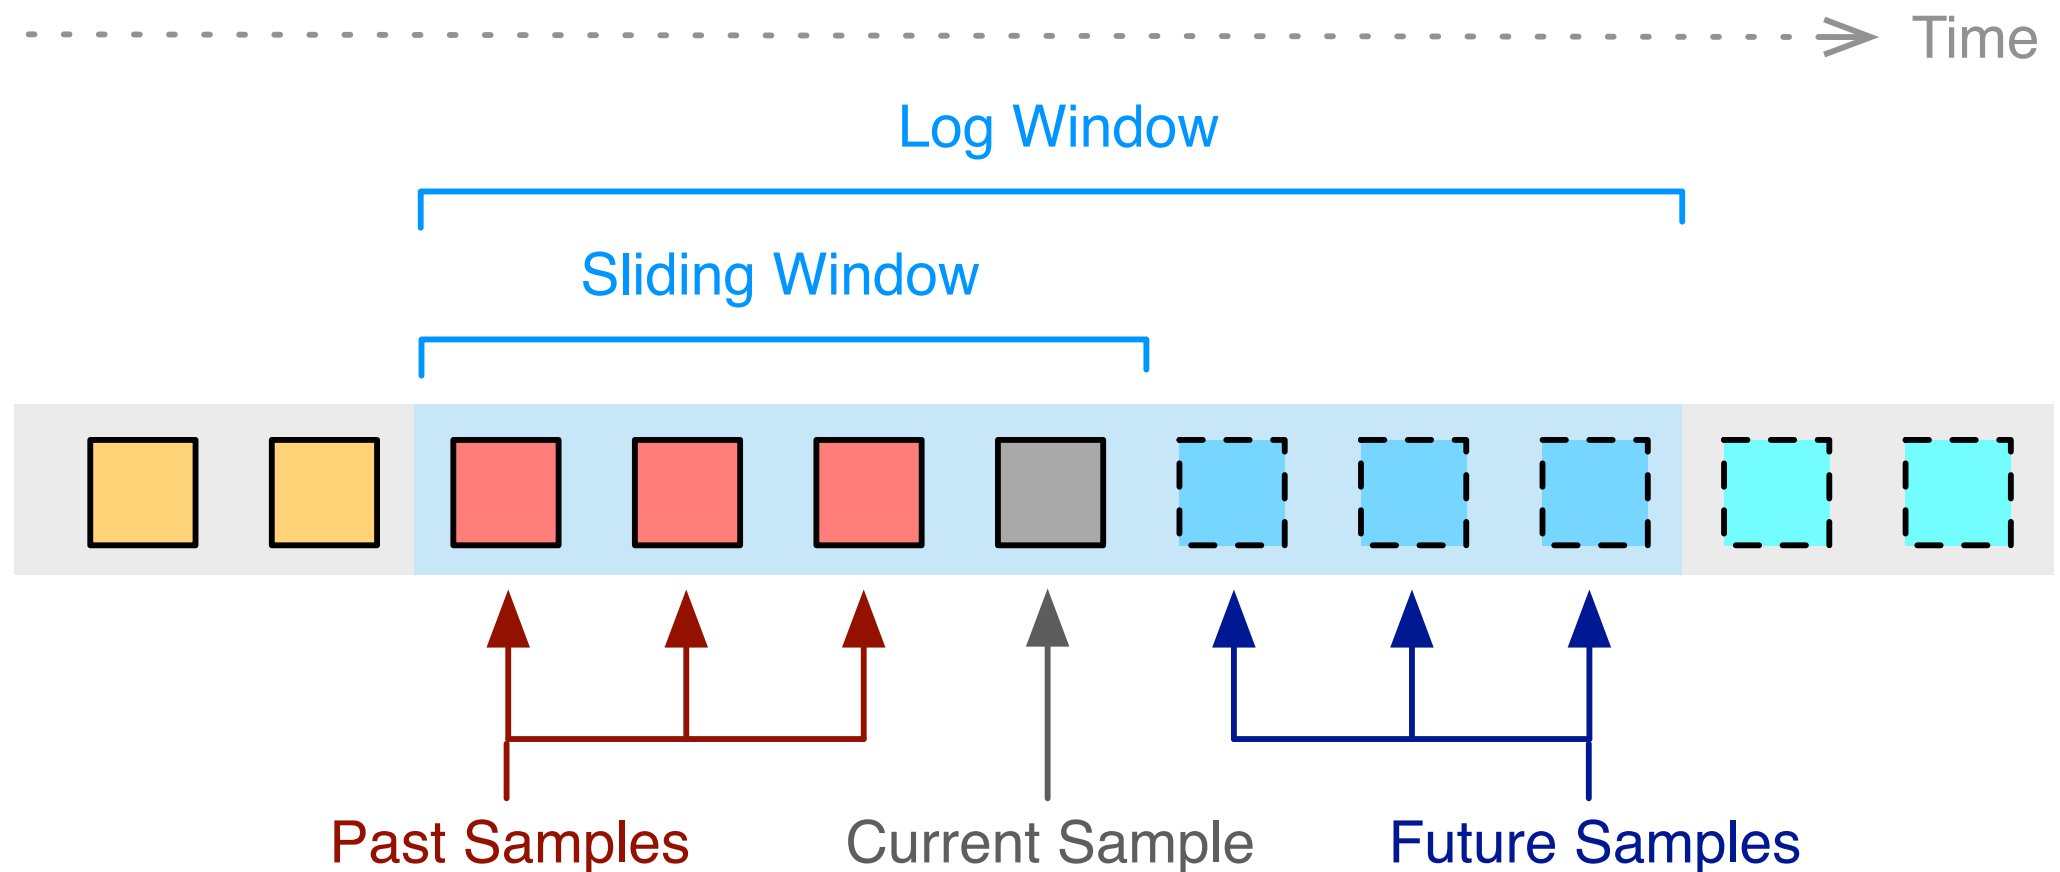 Time
Log Window
Sliding Window
Past Samples
Current Sample
Future Samples